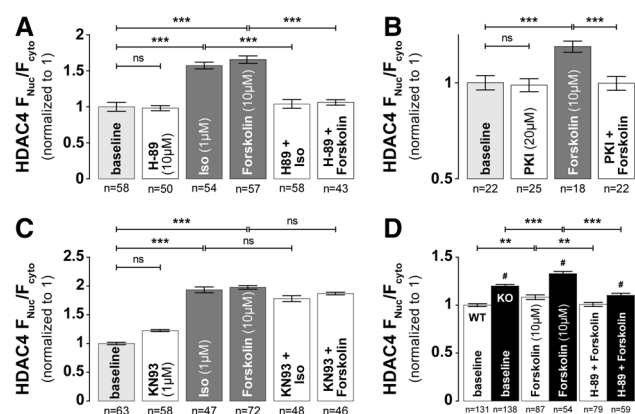 A
HDAC4 FNuc/Fcyto
(normalized to 1)
2
1.5
1
0.5
0
***
***
***
***
ns
baseline
H-89
(10µM)
Iso (1µM)
Forskolin (10µM)
H89 +
Iso
H-89 +
Forskolin
n=58
n=50
n=54
n=57
n=58
n=43
B
HDAC4 FNuc/Fcyto
(normalized to 1)
1.0
0.5
***
***
ns
baseline
PKI (20µM)
Forskolin (10µM)
PKI +
Forskolin
n=22
n=25
n=18
n=22
C
HDAC4 FNuc/Fcyto
(normalized to 1)
2.5
2
1.5
1
0.5
0
***
ns
***
ns
ns
baseline
KN93
(1µM)
Iso (1µM)
Forskolin (10µM)
KN93 +
Iso
KN93 +
Forskolin
n=63
n=58
n=47
n=72
n=48
n=46
D
HDAC4 FNuc/Fcyto
(normalized to 1)
1.5
1
0.5
0
***
***
**
**
#
#
#
WT
KO
baseline
baseline
Forskolin (10µM)
Forskolin (10µM)
H-89 + Forskolin
H-89 + Forskolin
n=131
n=138
n=87
n=54
n=79
n=59